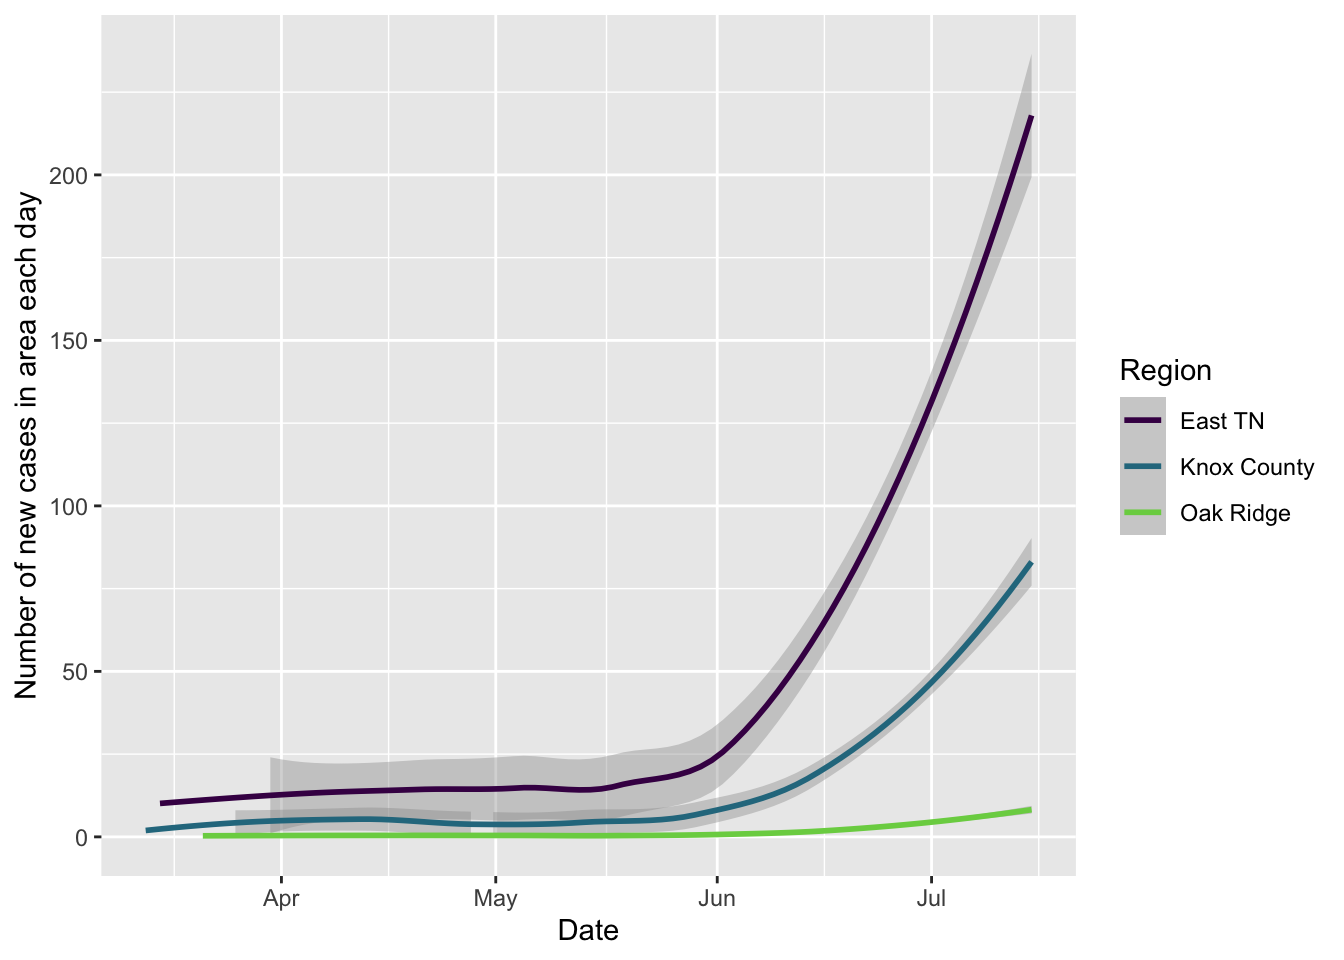 Number of new cases in area each day
200
150
100
50
0
Apr May Jun Jul
Date
Region
East TN
Knox County
Oak Ridge